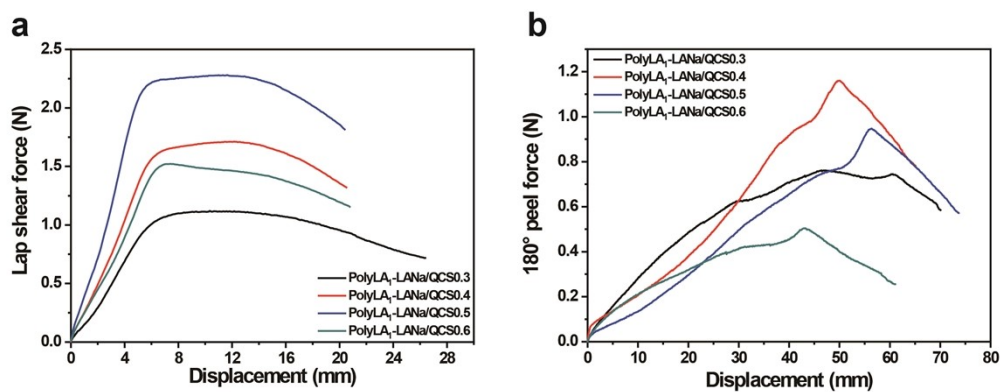 a
2.5
2.0
1.5
1.0
0.5
0.0
Lap shear force (N)
0 4 8 12 16 20 24 28
Displacement (mm)
PolyLA₁-LANa/QCS0.3
PolyLA₁-LANa/QCS0.4
PolyLA₁-LANa/QCS0.5
PolyLA₁-LANa/QCS0.6
b
1.2
1.0
0.8
0.6
0.4
0.2
0.0
180° peel force (N)
0 10 20 30 40 50 60 70 80
Displacement (mm)
PolyLA₁-LANa/QCS0.3
PolyLA₁-LANa/QCS0.4
PolyLA₁-LANa/QCS0.5
PolyLA₁-LANa/QCS0.6